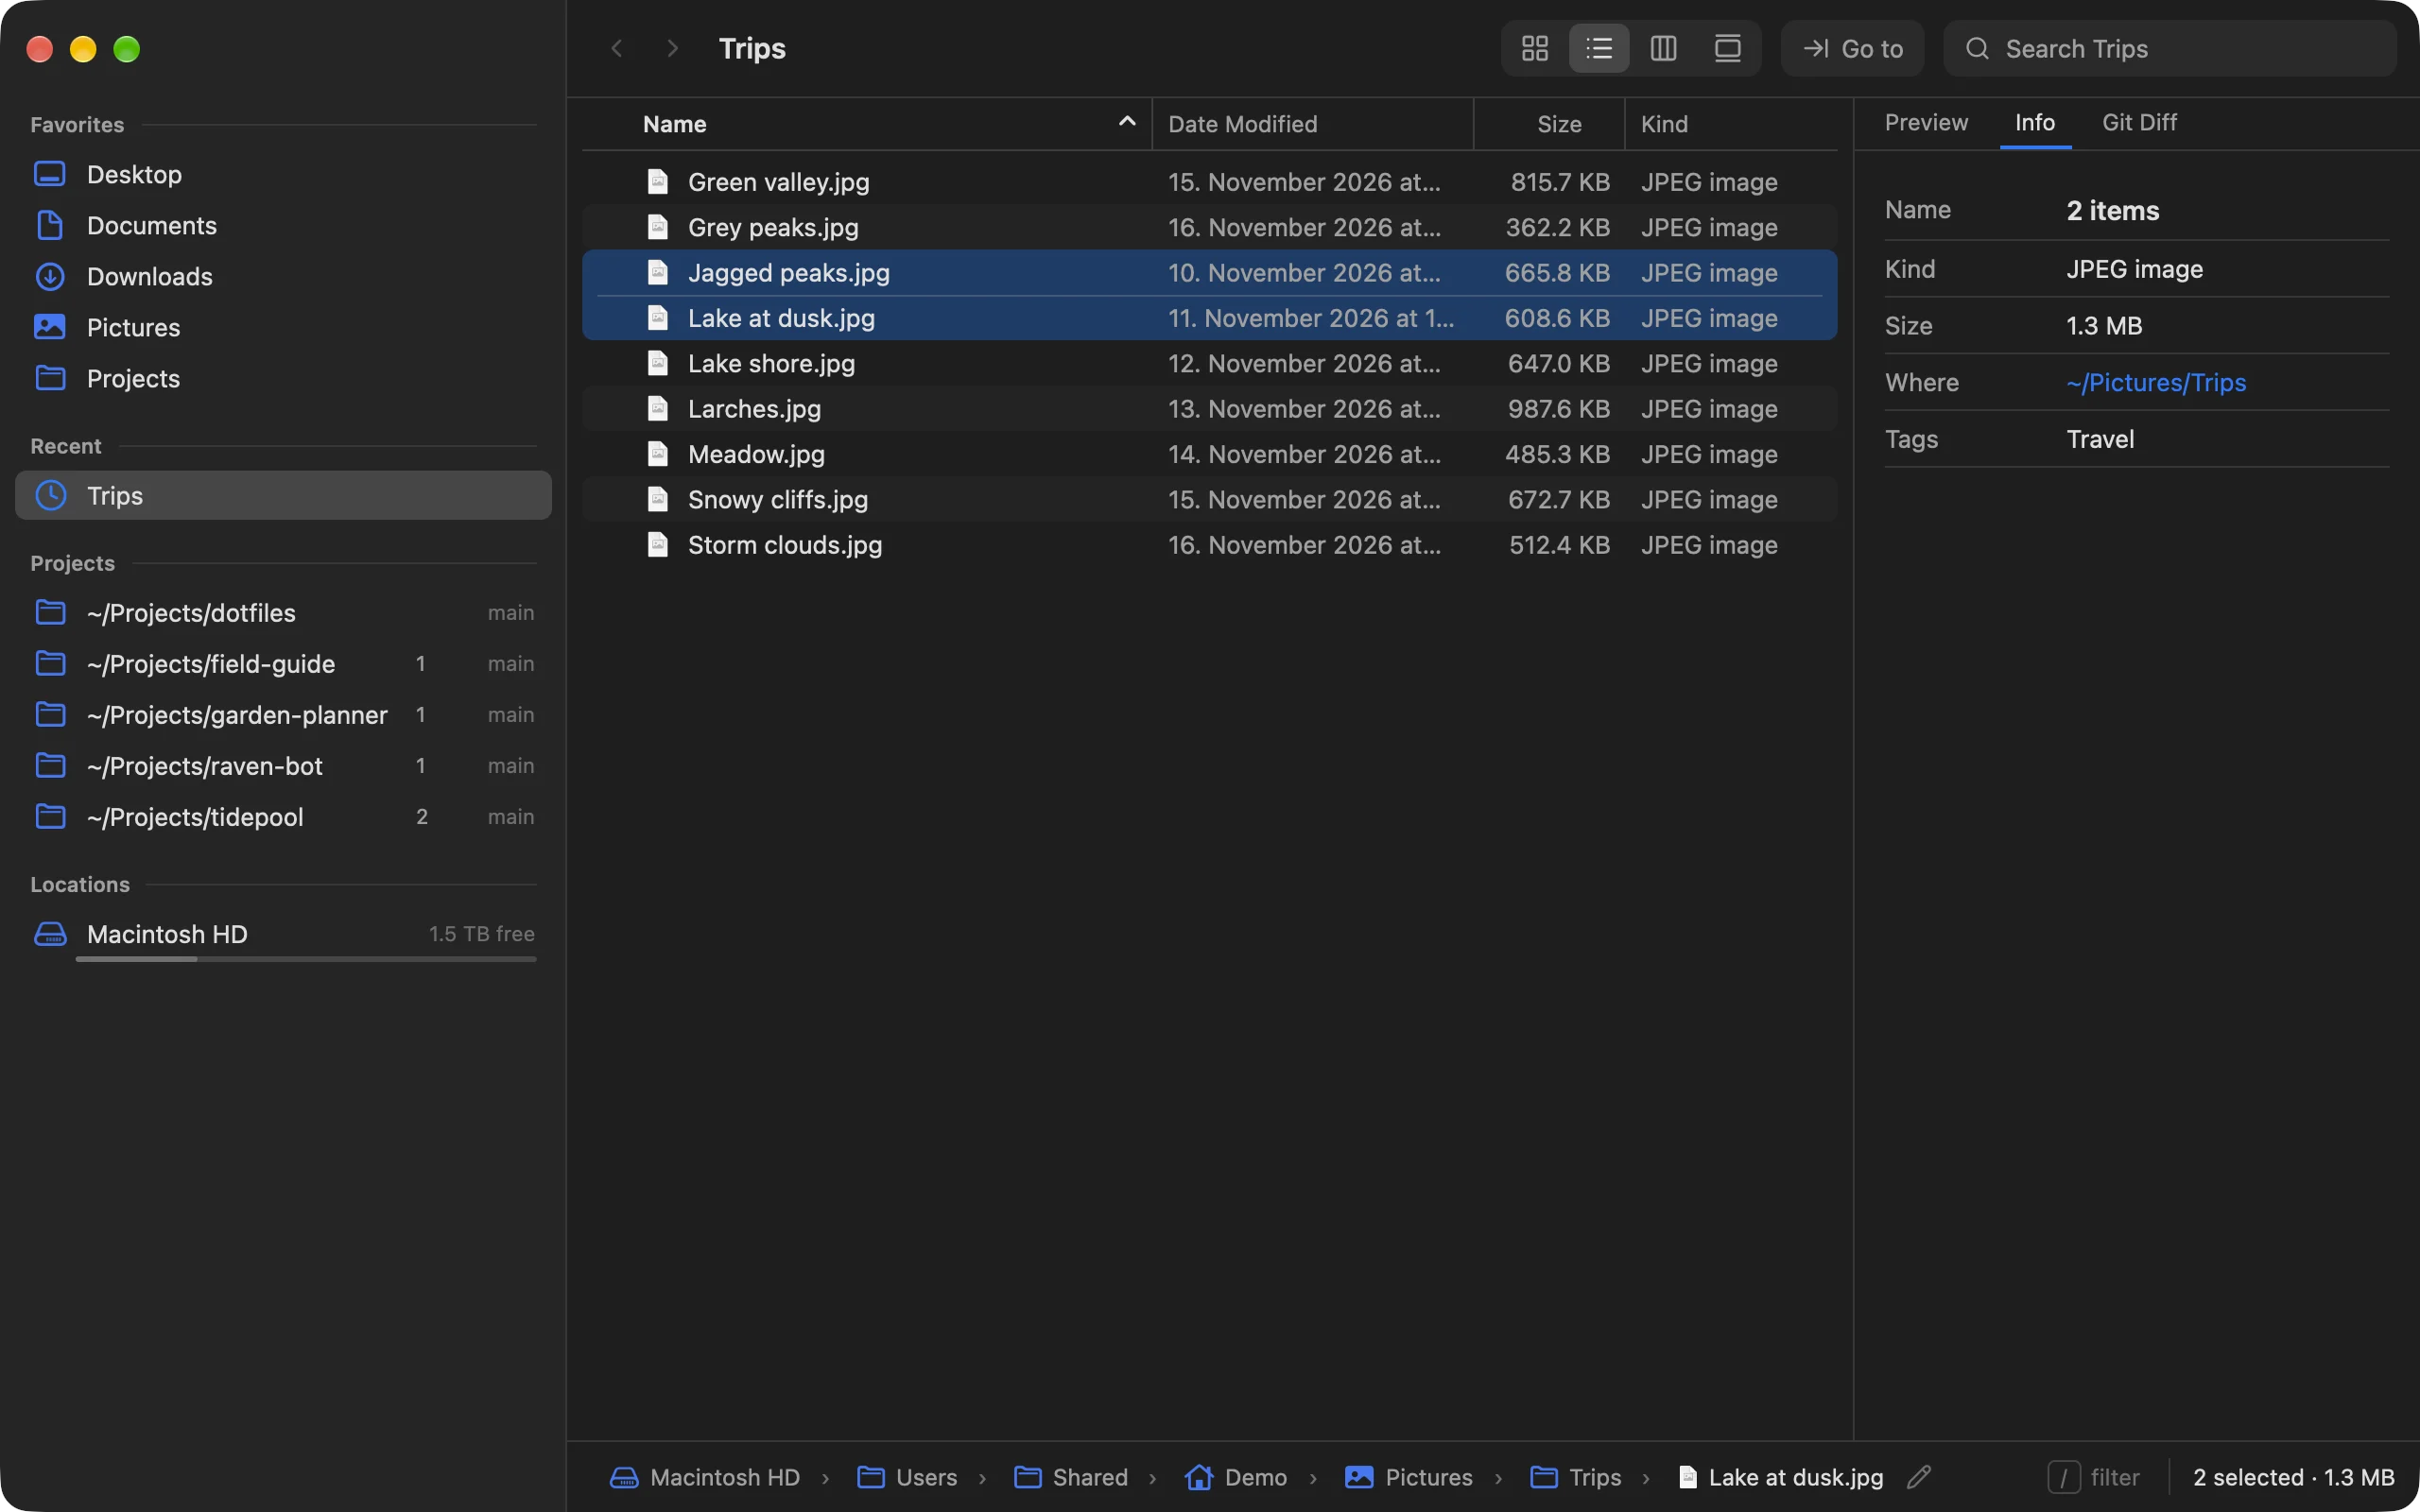 Trips
Go to
Search Trips
Favorites
Desktop
Documents
Downloads
Pictures
Projects
Recent
Trips
Projects
~/Projects/dotfiles main
~/Projects/field-guide 1 main
~/Projects/garden-planner 1 main
~/Projects/raven-bot 1 main
~/Projects/tidepool 2 main
Locations
Macintosh HD 1.5 TB free
Name Date Modified Size Kind
Green valley.jpg 15. November 2026 at... 815.7 KB JPEG image
Grey peaks.jpg 16. November 2026 at... 362.2 KB JPEG image
Jagged peaks.jpg 10. November 2026 at... 665.8 KB JPEG image
Lake at dusk.jpg 11. November 2026 at 1... 608.6 KB JPEG image
Lake shore.jpg 12. November 2026 at... 647.0 KB JPEG image
Larches.jpg 13. November 2026 at... 987.6 KB JPEG image
Meadow.jpg 14. November 2026 at... 485.3 KB JPEG image
Snowy cliffs.jpg 15. November 2026 at... 672.7 KB JPEG image
Storm clouds.jpg 16. November 2026 at... 512.4 KB JPEG image
Preview Info Git Diff
Name 2 items
Kind JPEG image
Size 1.3 MB
Where ~/Pictures/Trips
Tags Travel
Macintosh HD › Users › Shared › Demo › Pictures › Trips › Lake at dusk.jpg
/ filter
2 selected · 1.3 MB